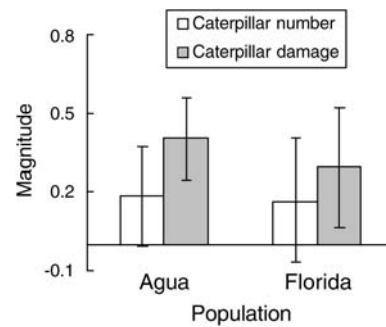 Caterpillar number
Caterpillar damage
0.8
0.5
0.2
-0.1
Magnitude
Agua
Florida
Population